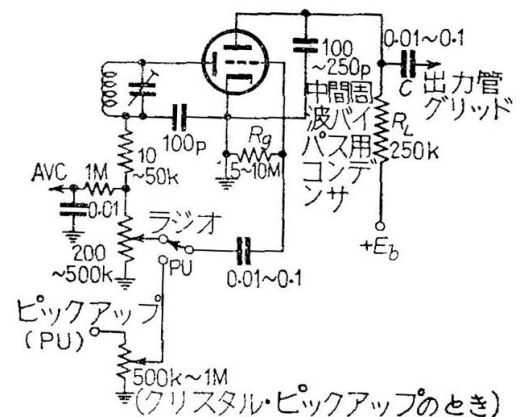 100
~250p
中間周
波バイ
パス用
コンデ
ンサ
0.01~0.1
C
出力管
グリッド
R_L
250k
+E_b
100p
R_g
5~10M
10
~50k
AVC
1M
0.01
200
~500k
ラジオ
PU
0.01~0.1
ピックアップ
(PU)
500k~1M
(クリスタル・ピックアップのとき)